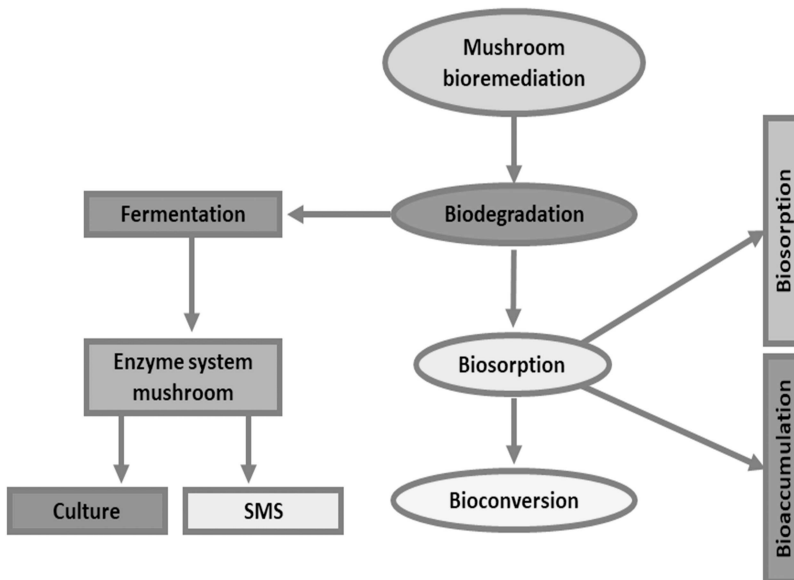 Mushroom
bioremediation
Fermentation
Biodegradation
Biosorption
Enzyme system
mushroom
Biosorption
Bioaccumulation
Culture
SMS
Bioconversion